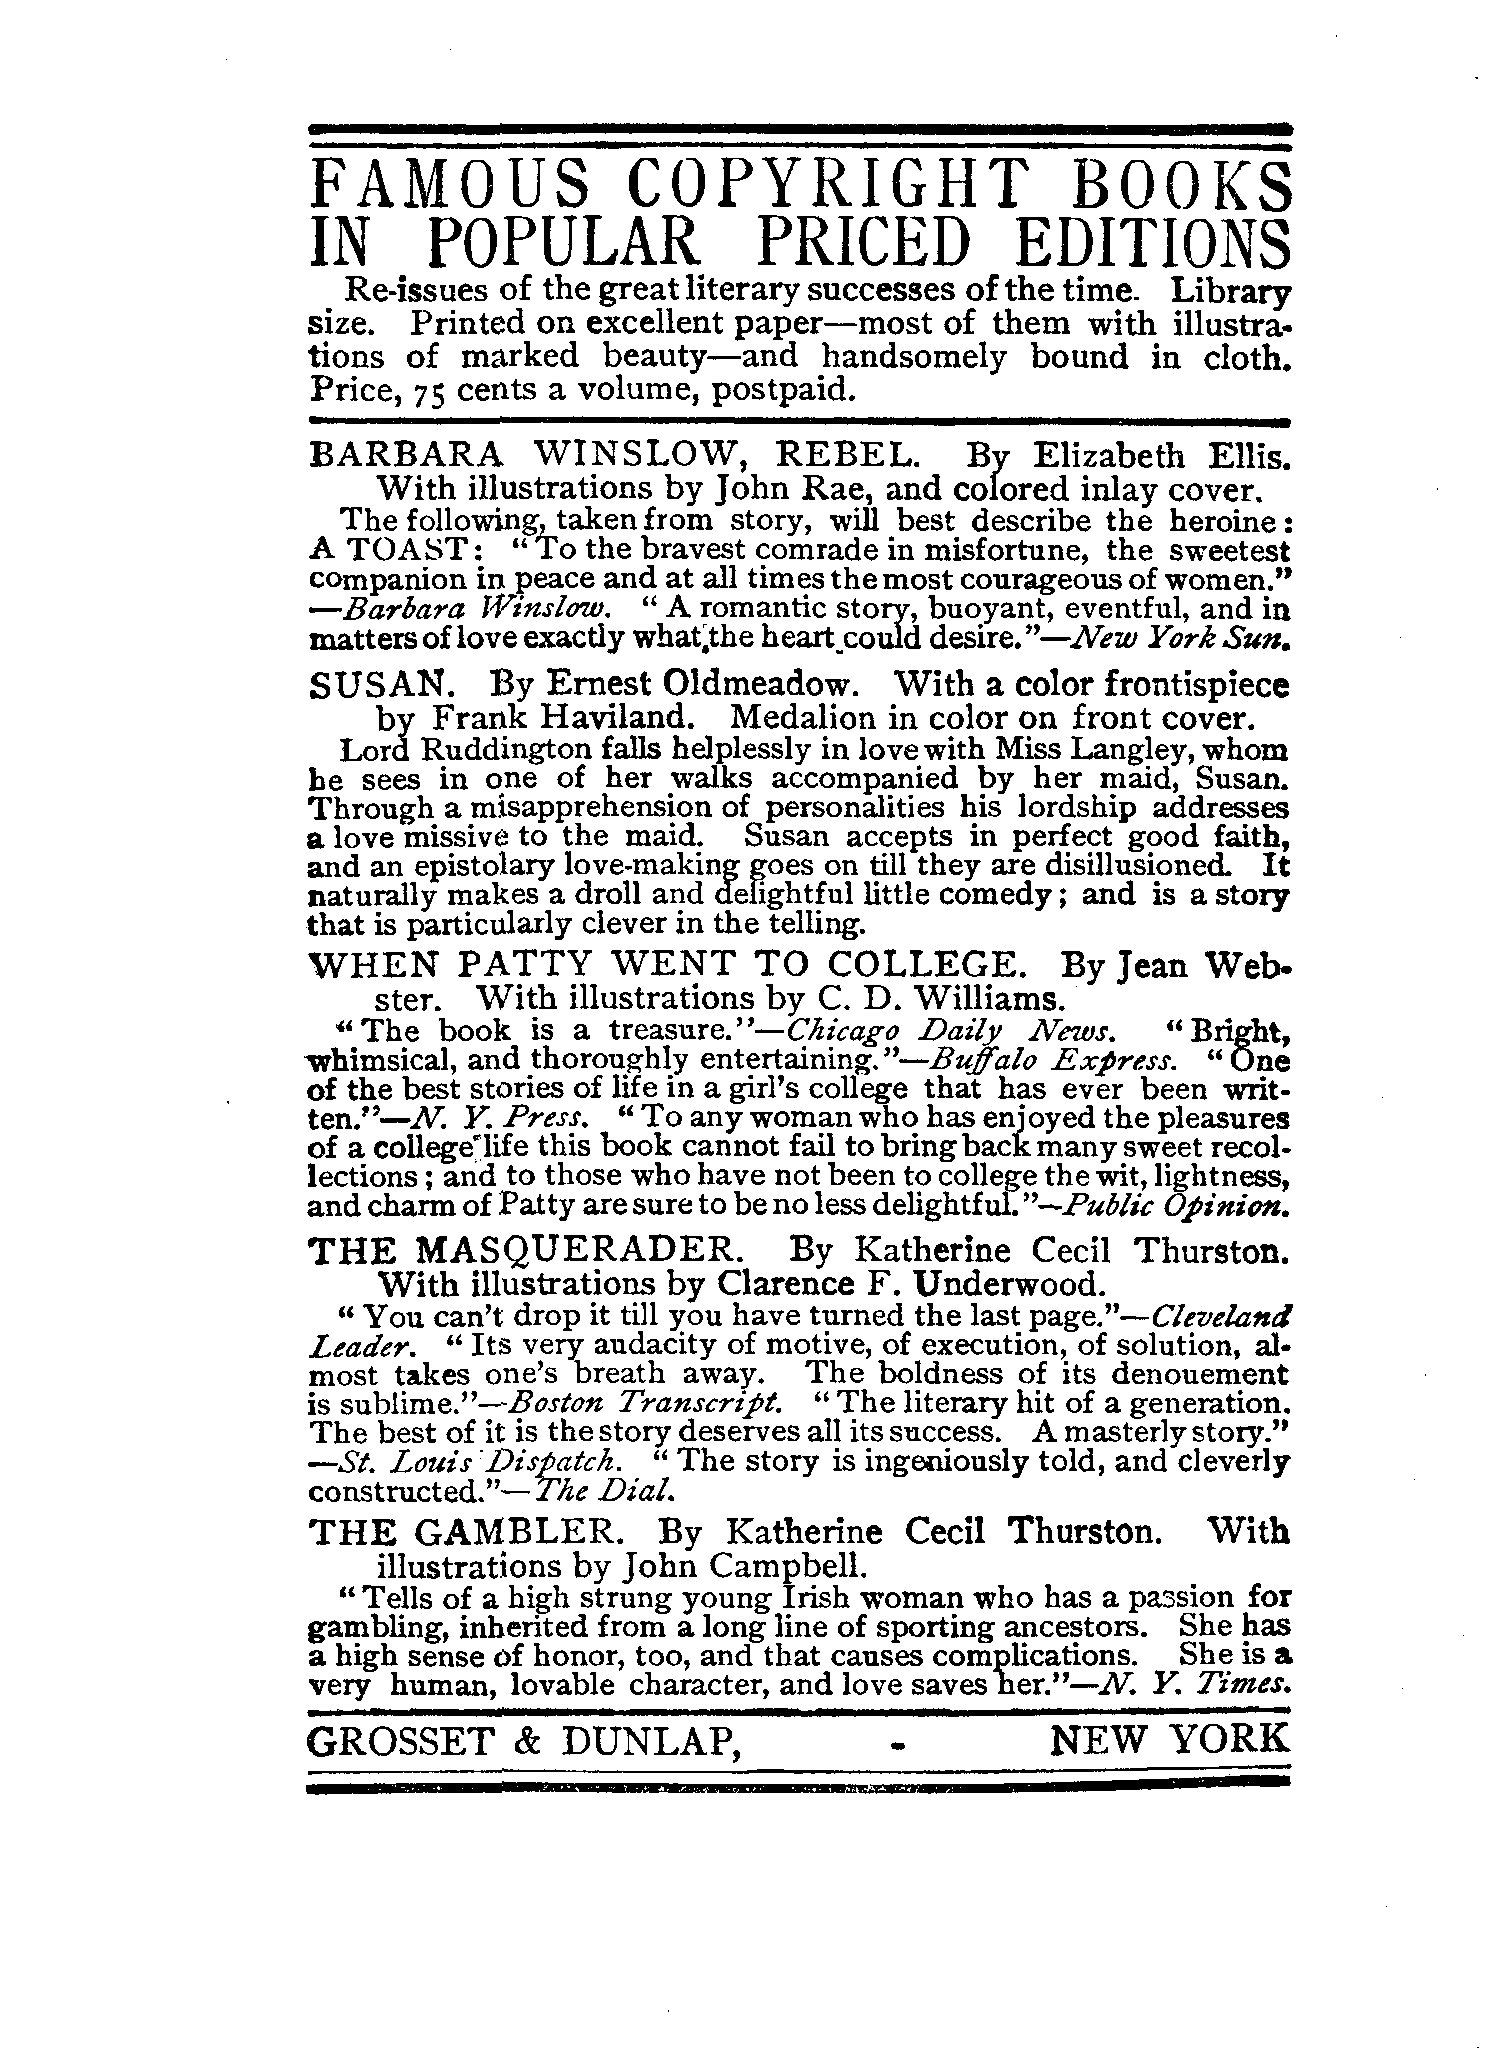 FAMOUS COPYRIGHT BOOKS
IN POPULAR PRICED EDITIONS
Re-issues of the great literary successes of the time. Library
size. Printed on excellent paper—most of them with illustra-
tions of marked beauty—and handsomely bound in cloth.
Price, 75 cents a volume, postpaid.
BARBARA WINSLOW, REBEL. By Elizabeth Ellis.
With illustrations by John Rae, and colored inlay cover.
The following, taken from story, will best describe the heroine:
A TOAST: "To the bravest comrade in misfortune, the sweetest
companion in peace and at all times the most courageous of women."
—Barbara Winslow. "A romantic story, buoyant, eventful, and in
matters of love exactly what the heart could desire."—New York Sun.
SUSAN. By Ernest Oldmeadow. With a color frontispiece
by Frank Haviland. Medalion in color on front cover.
Lord Ruddington falls helplessly in love with Miss Langley, whom
he sees in one of her walks accompanied by her maid, Susan.
Through a misapprehension of personalities his lordship addresses
a love missive to the maid. Susan accepts in perfect good faith,
and an epistolary love-making goes on till they are disillusioned. It
naturally makes a droll and delightful little comedy; and is a story
that is particularly clever in the telling.
WHEN PATTY WENT TO COLLEGE. By Jean Web-
ster. With illustrations by C. D. Williams.
"The book is a treasure."—Chicago Daily News. "Bright,
whimsical, and thoroughly entertaining."—Buffalo Express. "One
of the best stories of life in a girl's college that has ever been writ-
ten."—N. Y. Press. "To any woman who has enjoyed the pleasures
of a college life this book cannot fail to bring back many sweet recol-
lections; and to those who have not been to college the wit, lightness,
and charm of Patty are sure to be no less delightful."—Public Opinion.
THE MASQUERADER. By Katherine Cecil Thurston.
With illustrations by Clarence F. Underwood.
"You can't drop it till you have turned the last page."—Cleveland
Leader. "Its very audacity of motive, of execution, of solution, al-
most takes one's breath away. The boldness of its denouement
is sublime."—Boston Transcript. "The literary hit of a generation.
The best of it is the story deserves all its success. A masterly story."
—St. Louis Dispatch. "The story is ingeniously told, and cleverly
constructed."—The Dial.
THE GAMBLER. By Katherine Cecil Thurston. With
illustrations by John Campbell.
"Tells of a high strung young Irish woman who has a passion for
gambling, inherited from a long line of sporting ancestors. She has
a high sense of honor, too, and that causes complications. She is a
very human, lovable character, and love saves her."—N. Y. Times.
GROSSET & DUNLAP, - NEW YORK